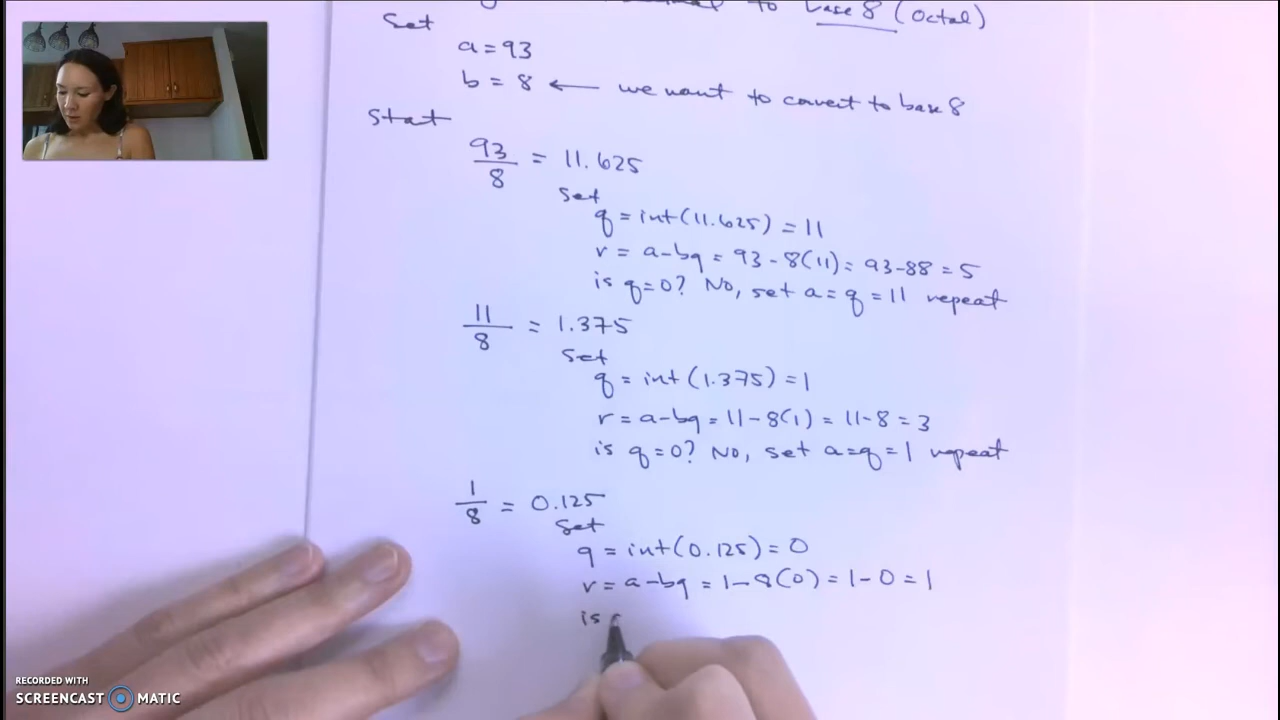 to base 8 (Octal)
Set
a = 93
b = 8 ← we want to convert to base 8
Start
93/8 = 11.625
Set
q = int(11.625) = 11
r = a-bq = 93-8(11) = 93-88 = 5
is q=0? No, set a=q=11 repeat
11/8 = 1.375
Set
q = int(1.375) = 1
r = a-bq = 11-8(1) = 11-8 = 3
is q=0? No, set a=q=1 repeat
1/8 = 0.125
Set
q = int(0.125) = 0
r = a-bq = 1-8(0) = 1-0 = 1
is
RECORDED WITH
SCREENCAST MATIC